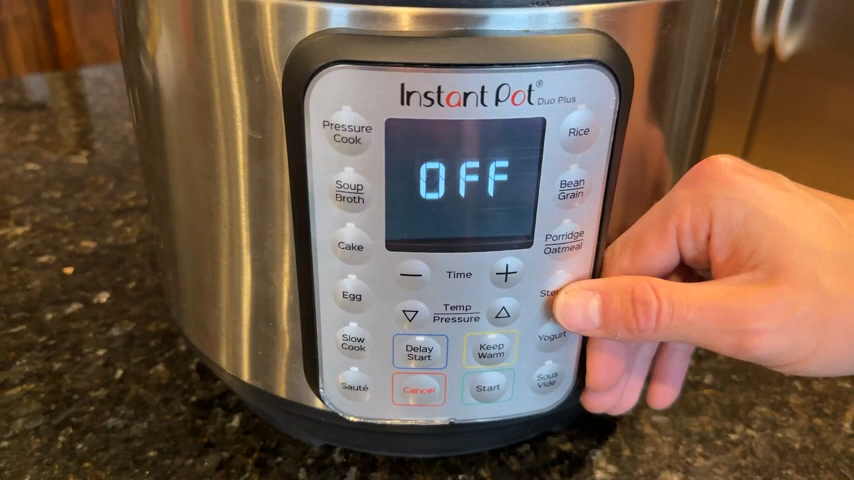 Instant Pot®
Duo Plus
Pressure
Cook
Rice
OFF
Soup
Broth
Bean
Grain
Cake
Porridge
Oatmeal
− Time +
Egg
Temp
Pressure
Slow
Cook
Delay
Start
Keep
Warm
Yogurt
Sauté
Cancel
Start
Sous
Vide